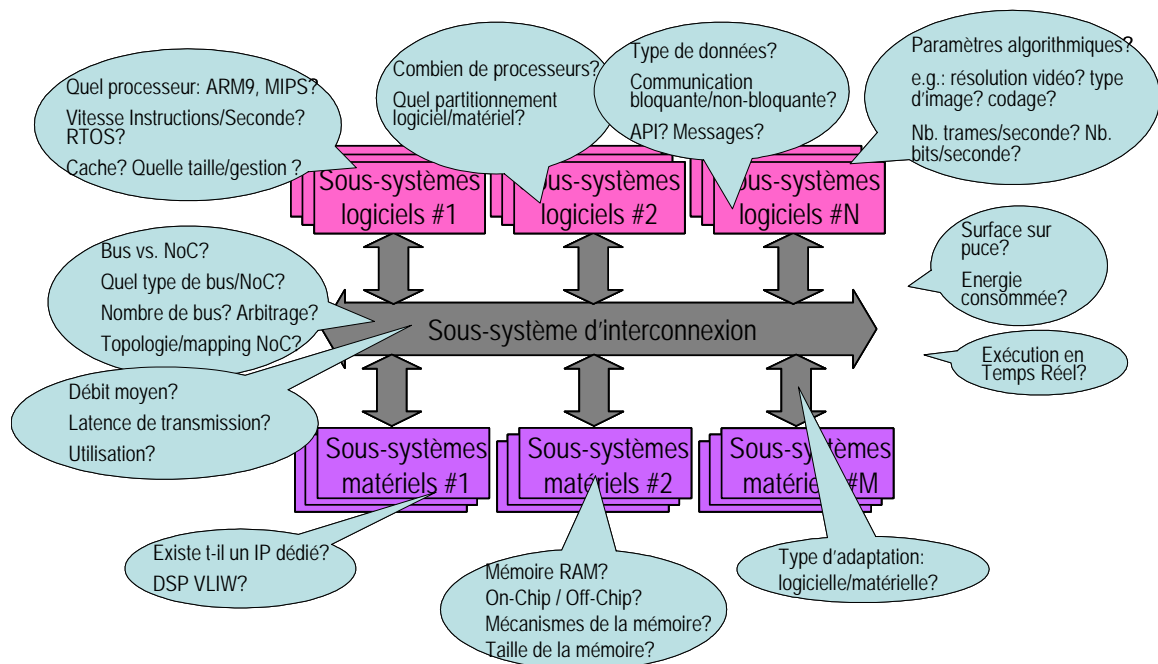 Quel processeur: ARM9, MIPS?
Vitesse Instructions/Seconde?
RTOS?
Cache? Quelle taille/gestion ?
Combien de processeurs?
Quel partitionnement
logiciel/matériel?
Type de données?
Communication
bloquante/non-bloquante?
API? Messages?
Paramètres algorithmiques?
e.g.: résolution vidéo? type
d'image? codage?
Nb. trames/seconde? Nb.
bits/seconde?
Sous-systèmes
logiciels #1
Sous-systèmes
logiciels #2
Sous-systèmes
logiciels #N
Bus vs. NoC?
Quel type de bus/NoC?
Nombre de bus? Arbitrage?
Topologie/mapping NoC?
Surface sur
puce?
Energie
consommée?
Sous-système d'interconnexion
Exécution en
Temps Réel?
Débit moyen?
Latence de transmission?
Utilisation?
Sous-systèmes
matériels #1
Sous-systèmes
matériels #2
Sous-systèmes
matériels #M
Existe t-il un IP dédié?
DSP VLIW?
Mémoire RAM?
On-Chip / Off-Chip?
Mécanismes de la mémoire?
Taille de la mémoire?
Type d'adaptation:
logicielle/matérielle?